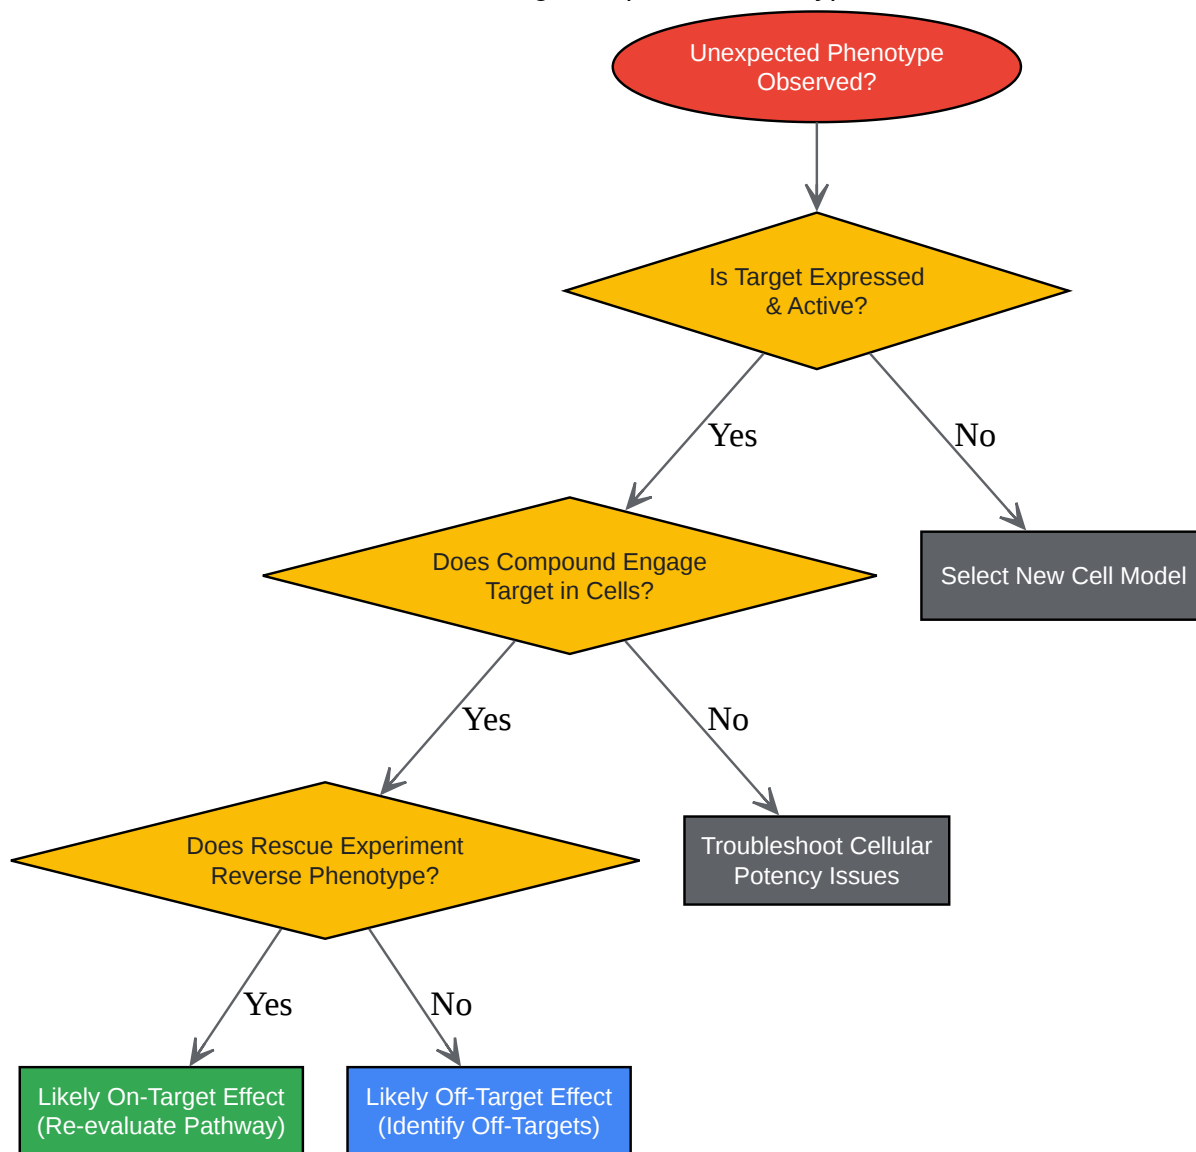 Unexpected Phenotype
Observed?
Is Target Expressed
& Active?
Yes
No
Does Compound Engage
Target in Cells?
Select New Cell Model
Yes
No
Does Rescue Experiment
Reverse Phenotype?
Troubleshoot Cellular
Potency Issues
Yes
No
Likely On-Target Effect
(Re-evaluate Pathway)
Likely Off-Target Effect
(Identify Off-Targets)